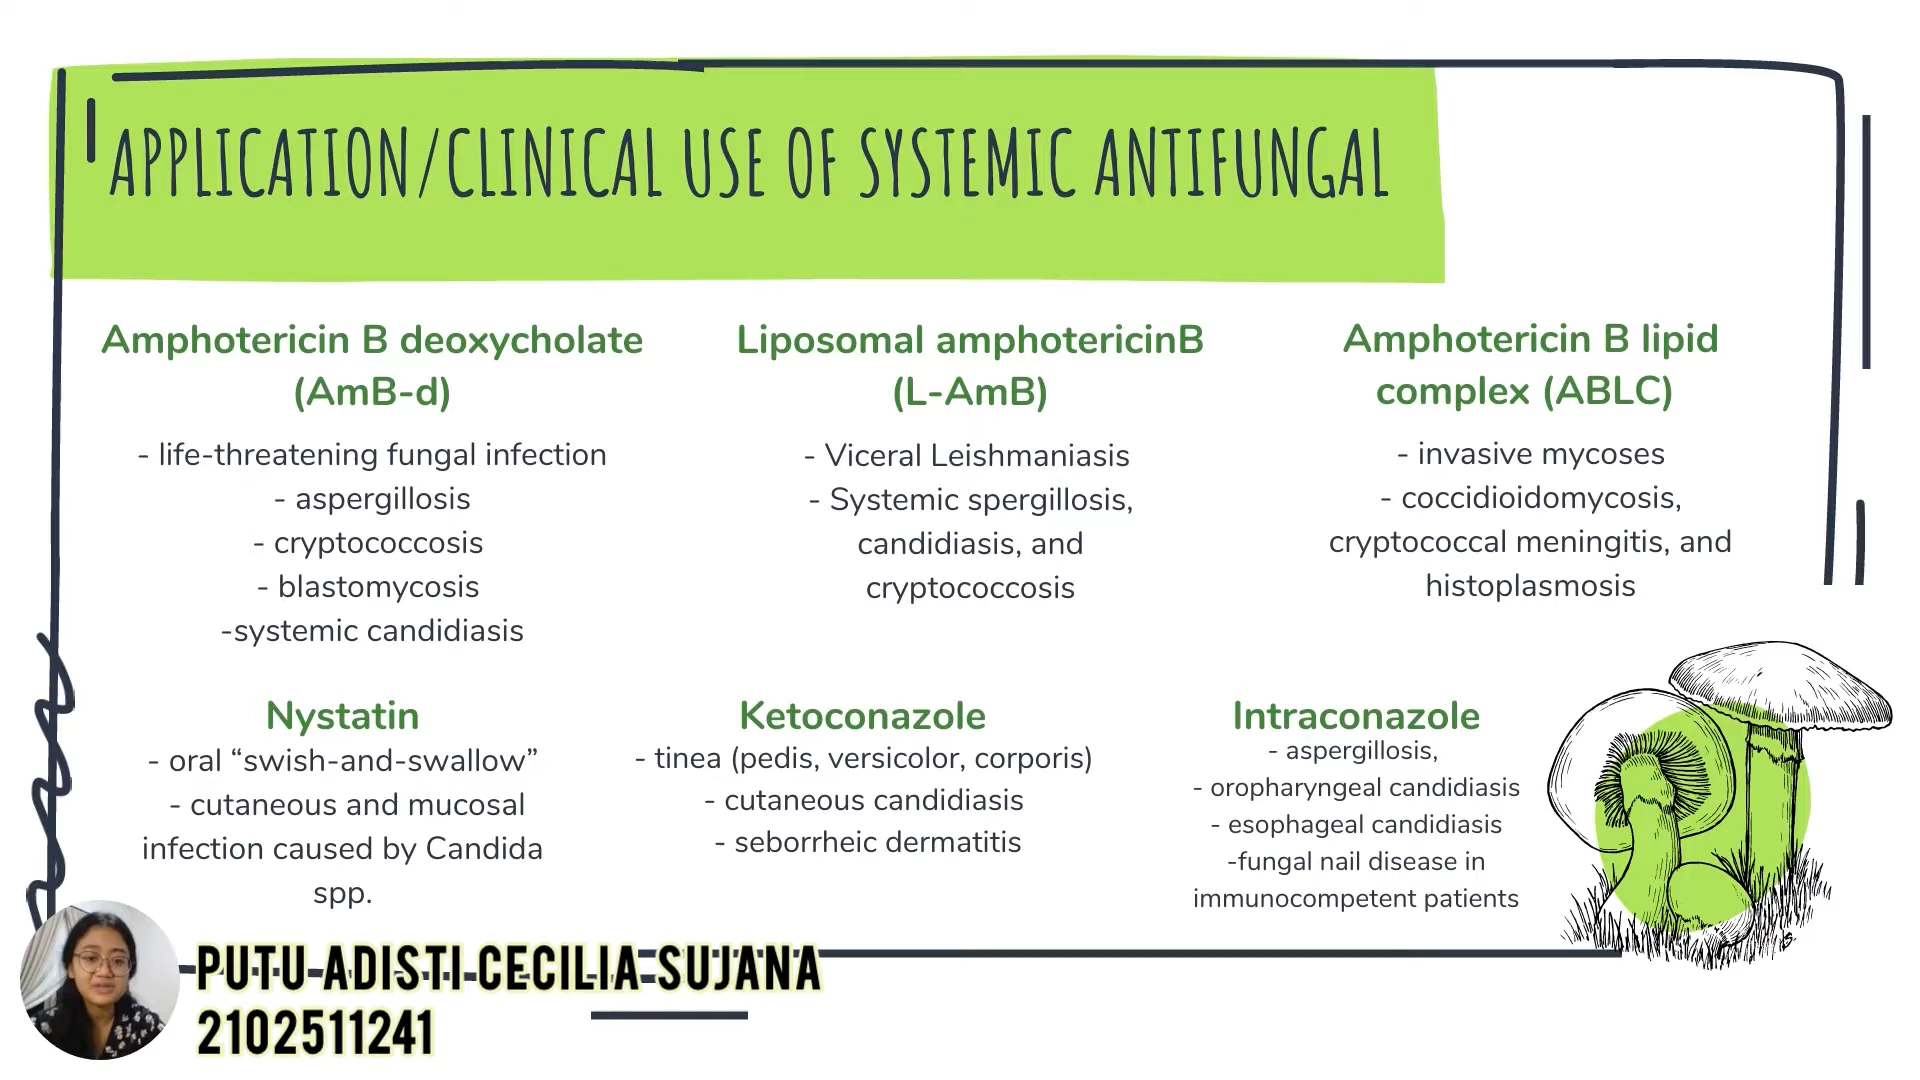 APPLICATION/CLINICAL USE OF SYSTEMIC ANTIFUNGAL
Amphotericin B deoxycholate
(AmB-d)
- life-threatening fungal infection
- aspergillosis
- cryptococcosis
- blastomycosis
-systemic candidiasis
Liposomal amphotericinB
(L-AmB)
- Viceral Leishmaniasis
- Systemic spergillosis,
candidiasis, and
cryptococcosis
Amphotericin B lipid
complex (ABLC)
- invasive mycoses
- coccidioidomycosis,
cryptococcal meningitis, and
histoplasmosis
Nystatin
- oral “swish-and-swallow”
- cutaneous and mucosal
infection caused by Candida
spp.
Ketoconazole
- tinea (pedis, versicolor, corporis)
- cutaneous candidiasis
- seborrheic dermatitis
Intraconazole
- aspergillosis,
- oropharyngeal candidiasis
- esophageal candidiasis
-fungal nail disease in
immunocompetent patients
PUTU ADISTI CECILIA SUJANA
2102511241